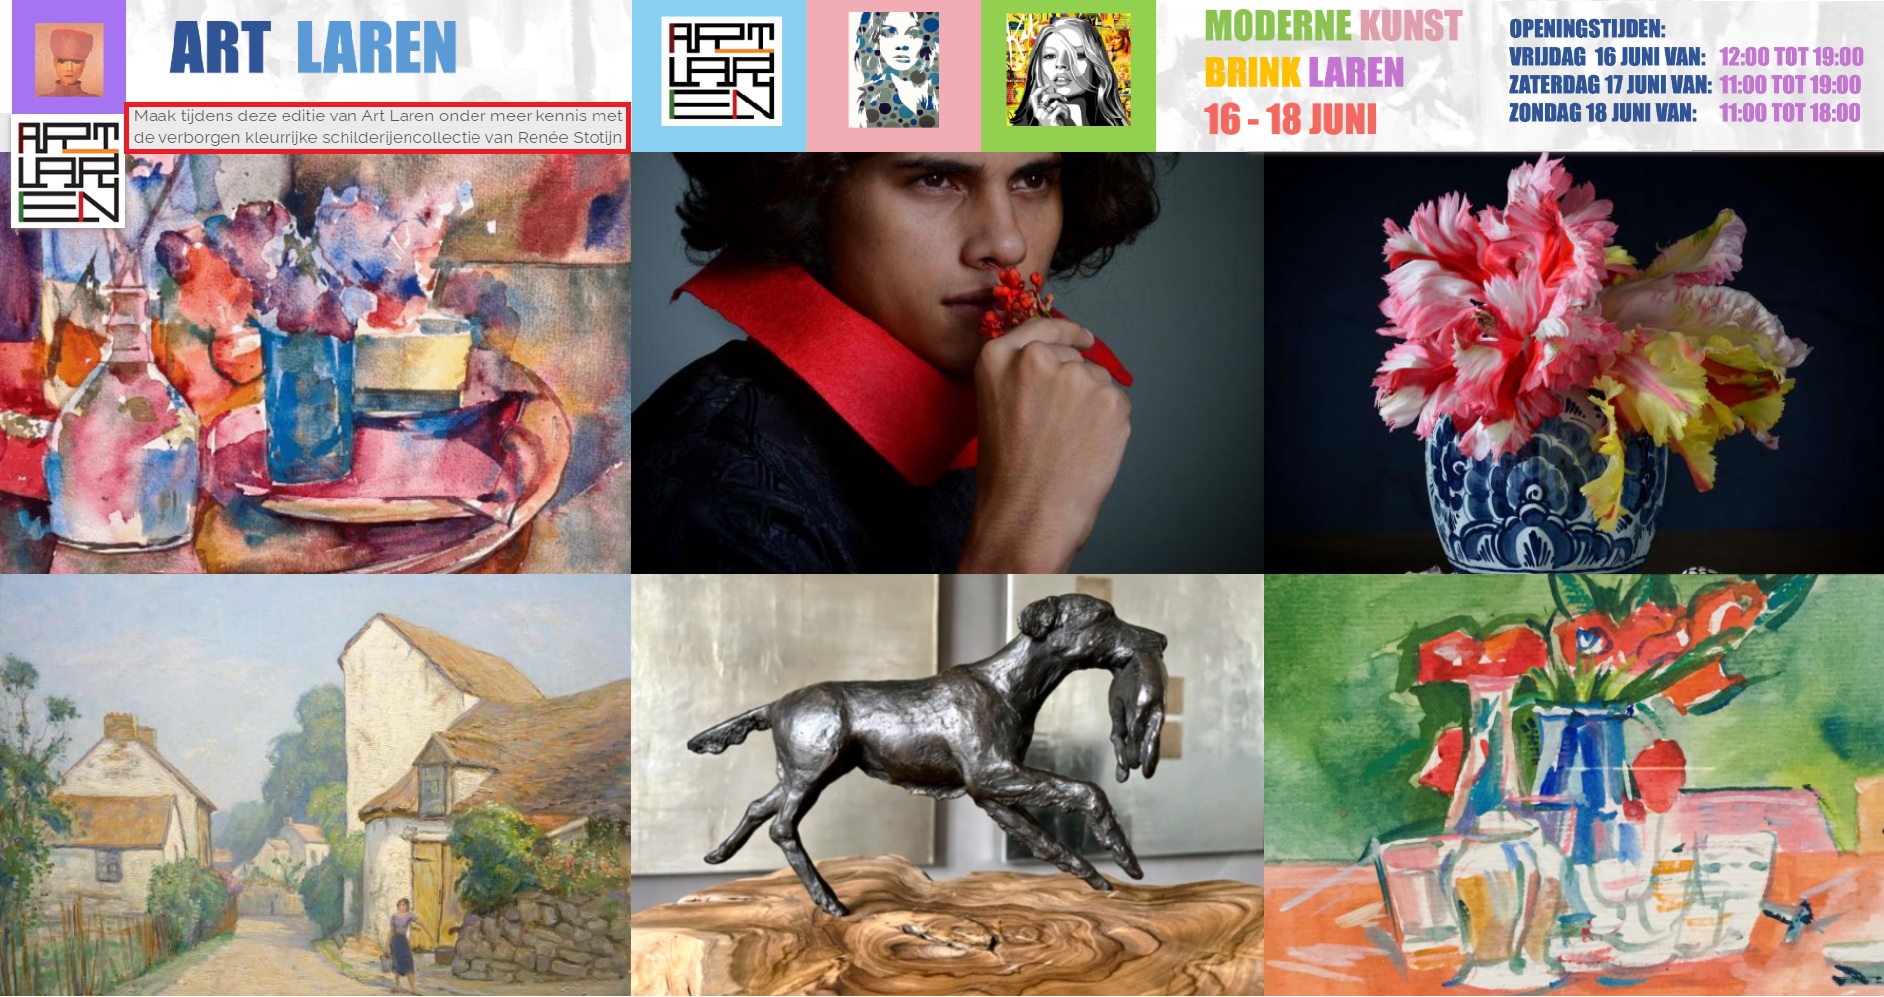 ART LAREN
Maak tijdens deze editie van Art Laren onder meer kennis met
de verborgen kleurrijke schilderijencollectie van Renée Stotijn
ART
LAR
EN
ART
LAR
EN
MODERNE KUNST
BRINK LAREN
16 - 18 JUNI
OPENINGSTIJDEN:
VRIJDAG 16 JUNI VAN: 12:00 TOT 19:00
ZATERDAG 17 JUNI VAN: 11:00 TOT 19:00
ZONDAG 18 JUNI VAN: 11:00 TOT 18:00